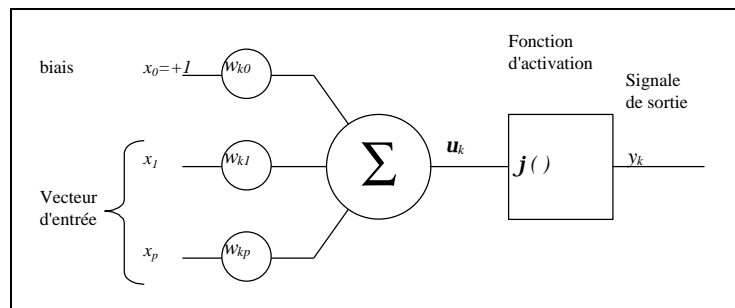 Fonction
d'activation
biais x₀=+1 wₖ₀
Signale
de sortie
x₁ wₖ₁ Σ uₖ j( ) yₖ
Vecteur
d'entrée
xₚ wₖₚ